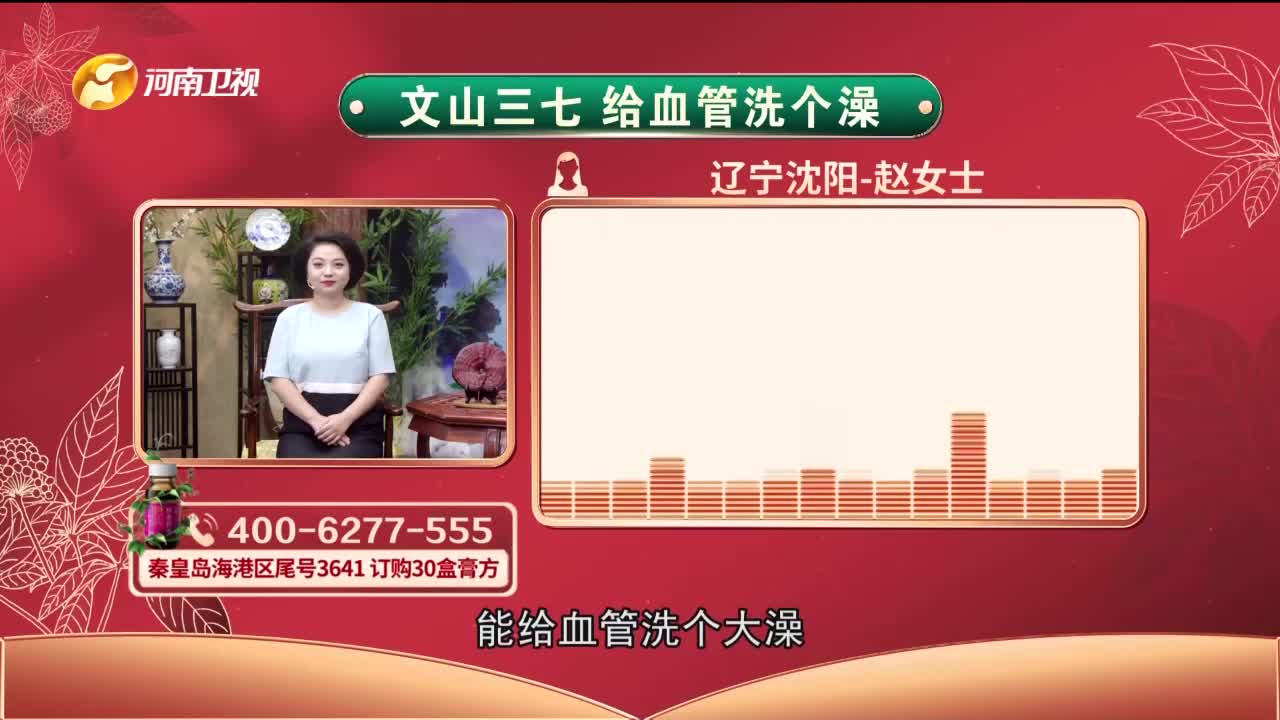 河南卫视
文山三七 给血管洗个澡
辽宁沈阳-赵女士
400-6277-555
秦皇岛海港区尾号3641 订购30盒膏方
能给血管洗个大澡